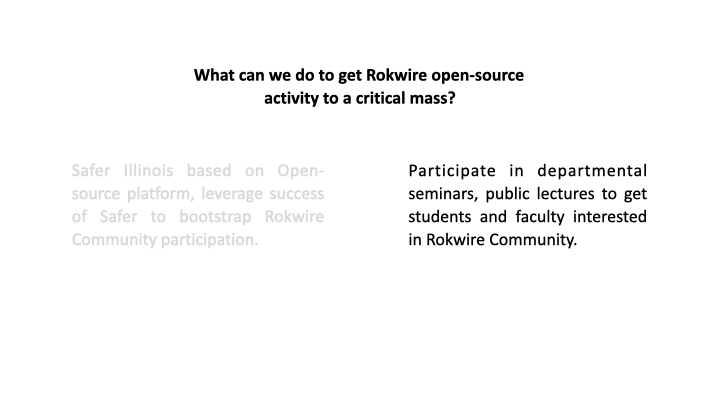 What can we do to get Rokwire open-source
activity to a critical mass?
Safer Illinois based on Open-
source platform, leverage success
of Safer to bootstrap Rokwire
Community participation.
Participate in departmental
seminars, public lectures to get
students and faculty interested
in Rokwire Community.